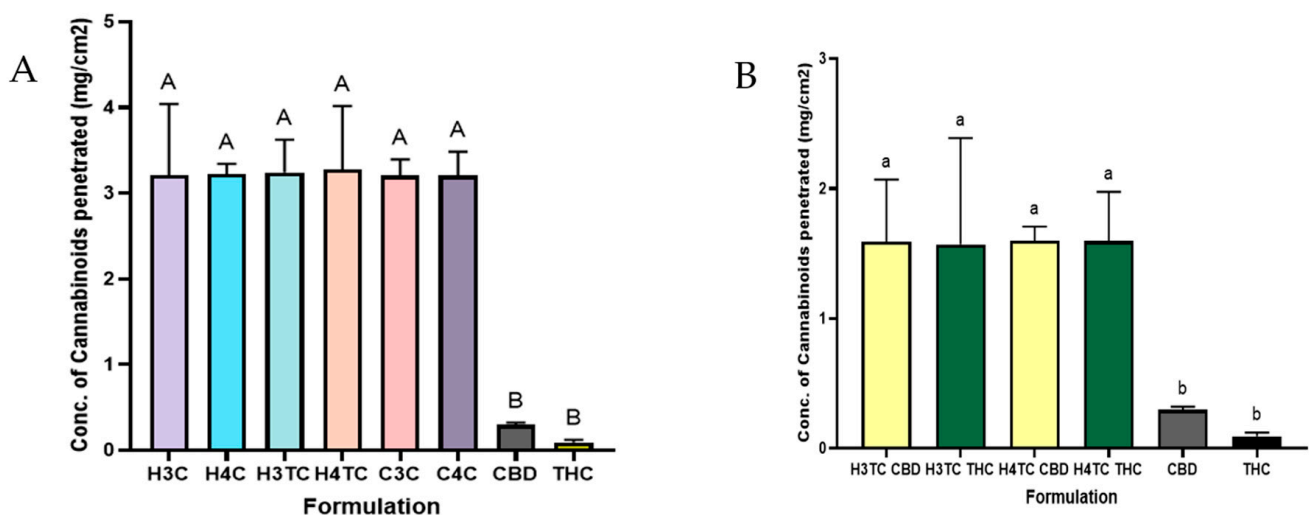 A
Conc. of Cannabinoids penetrated (mg/cm2)
5
4
3
2
1
0
A
A
A
A
A
A
B
B
H3C
H4C
H3TC
H4TC
C3C
C4C
CBD
THC
Formulation
B
Conc. of Cannabinoids penetrated (mg/cm2)
3
2
1
0
a
a
a
a
b
b
H3TC CBD
H3TC THC
H4TC CBD
H4TC THC
CBD
THC
Formulation